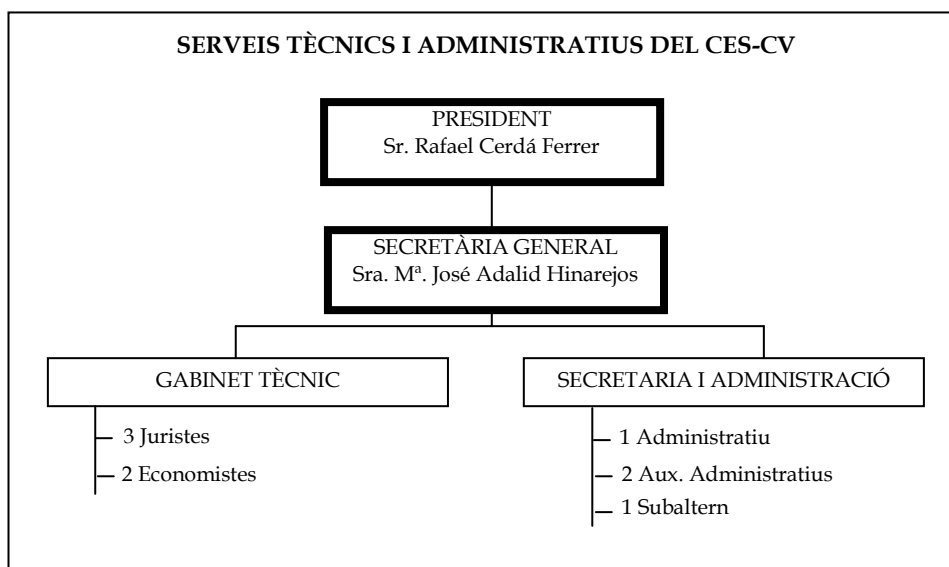 SERVEIS TÈCNICS I ADMINISTRATIUS DEL CES-CV
PRESIDENT
Sr. Rafael Cerdá Ferrer
SECRETÀRIA GENERAL
Sra. Mª. José Adalid Hinarejos
GABINET TÈCNIC
3 Juristes
2 Economistes
SECRETARIA I ADMINISTRACIÓ
1 Administratiu
2 Aux. Administratius
1 Subaltern